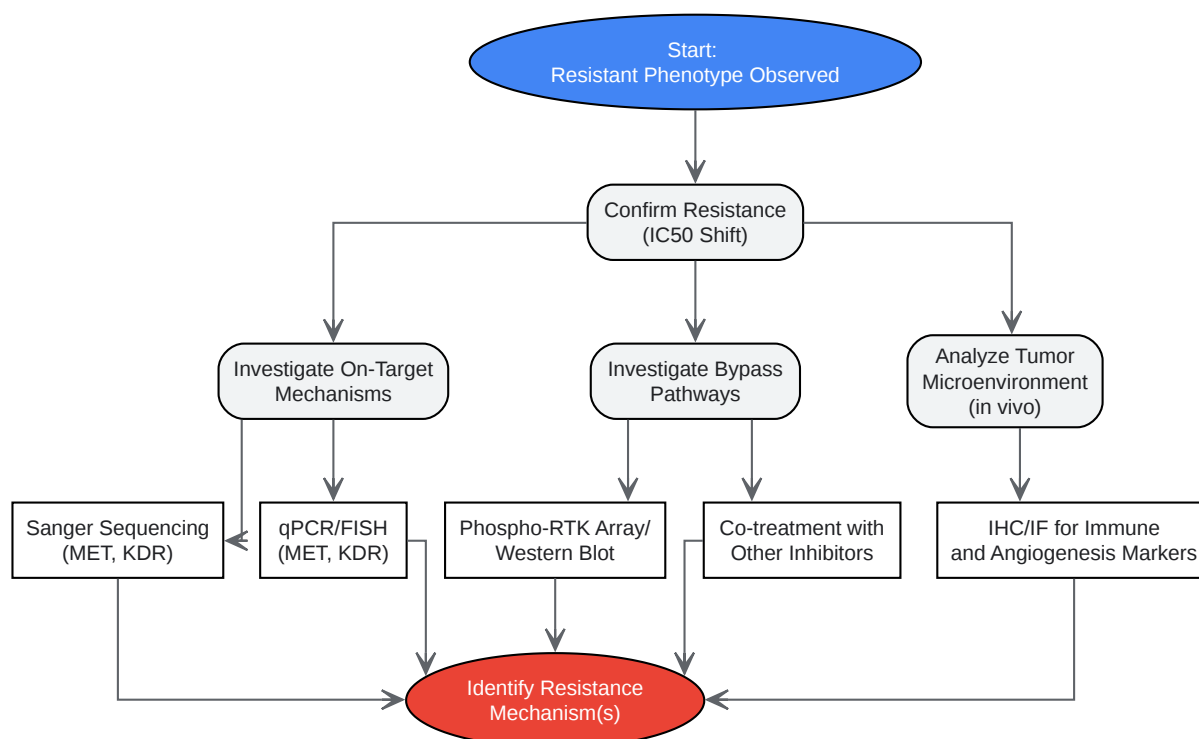 Start:
Resistant Phenotype Observed
Confirm Resistance
(IC50 Shift)
Investigate On-Target
Mechanisms
Investigate Bypass
Pathways
Analyze Tumor
Microenvironment
(in vivo)
Sanger Sequencing
(MET, KDR)
qPCR/FISH
(MET, KDR)
Phospho-RTK Array/
Western Blot
Co-treatment with
Other Inhibitors
IHC/IF for Immune
and Angiogenesis Markers
Identify Resistance
Mechanism(s)